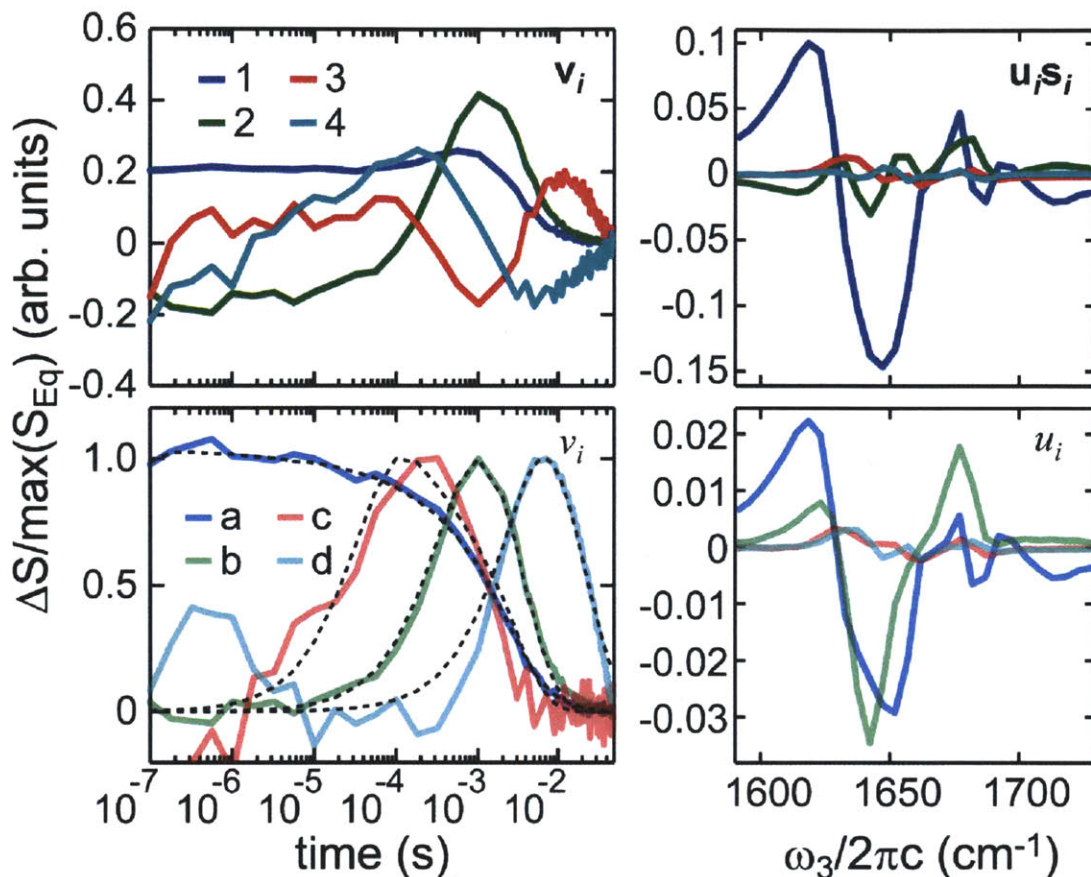 ΔS/max(S_Eq) (arb. units)
0.6
0.4
0.2
0
-0.2
-0.4
1 3
2 4
v_i
0.1
0.05
0
-0.05
-0.1
-0.15
u_i s_i
1.0
0.5
0
a c
b d
v_i
10^-7 10^-6 10^-5 10^-4 10^-3 10^-2
time (s)
0.02
0.01
0
-0.01
-0.02
-0.03
u_i
1600 1650 1700
ω_3/2πc (cm^-1)